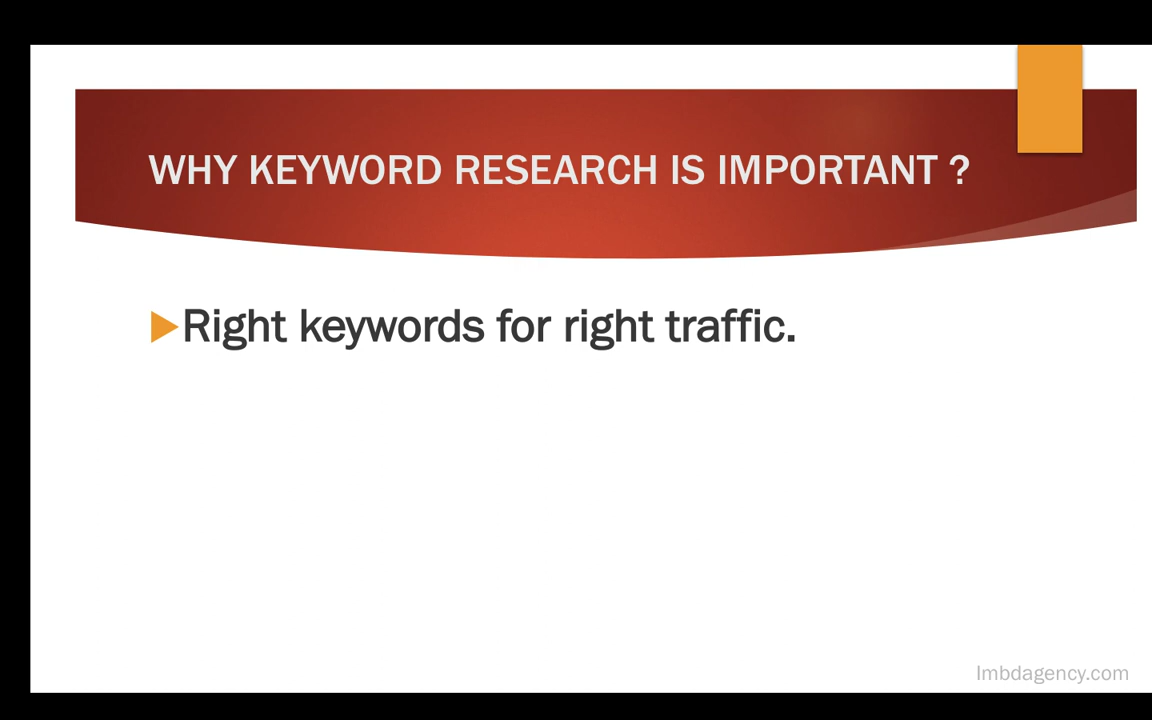 WHY KEYWORD RESEARCH IS IMPORTANT ?
Right keywords for right traffic.
lmbdagency.com